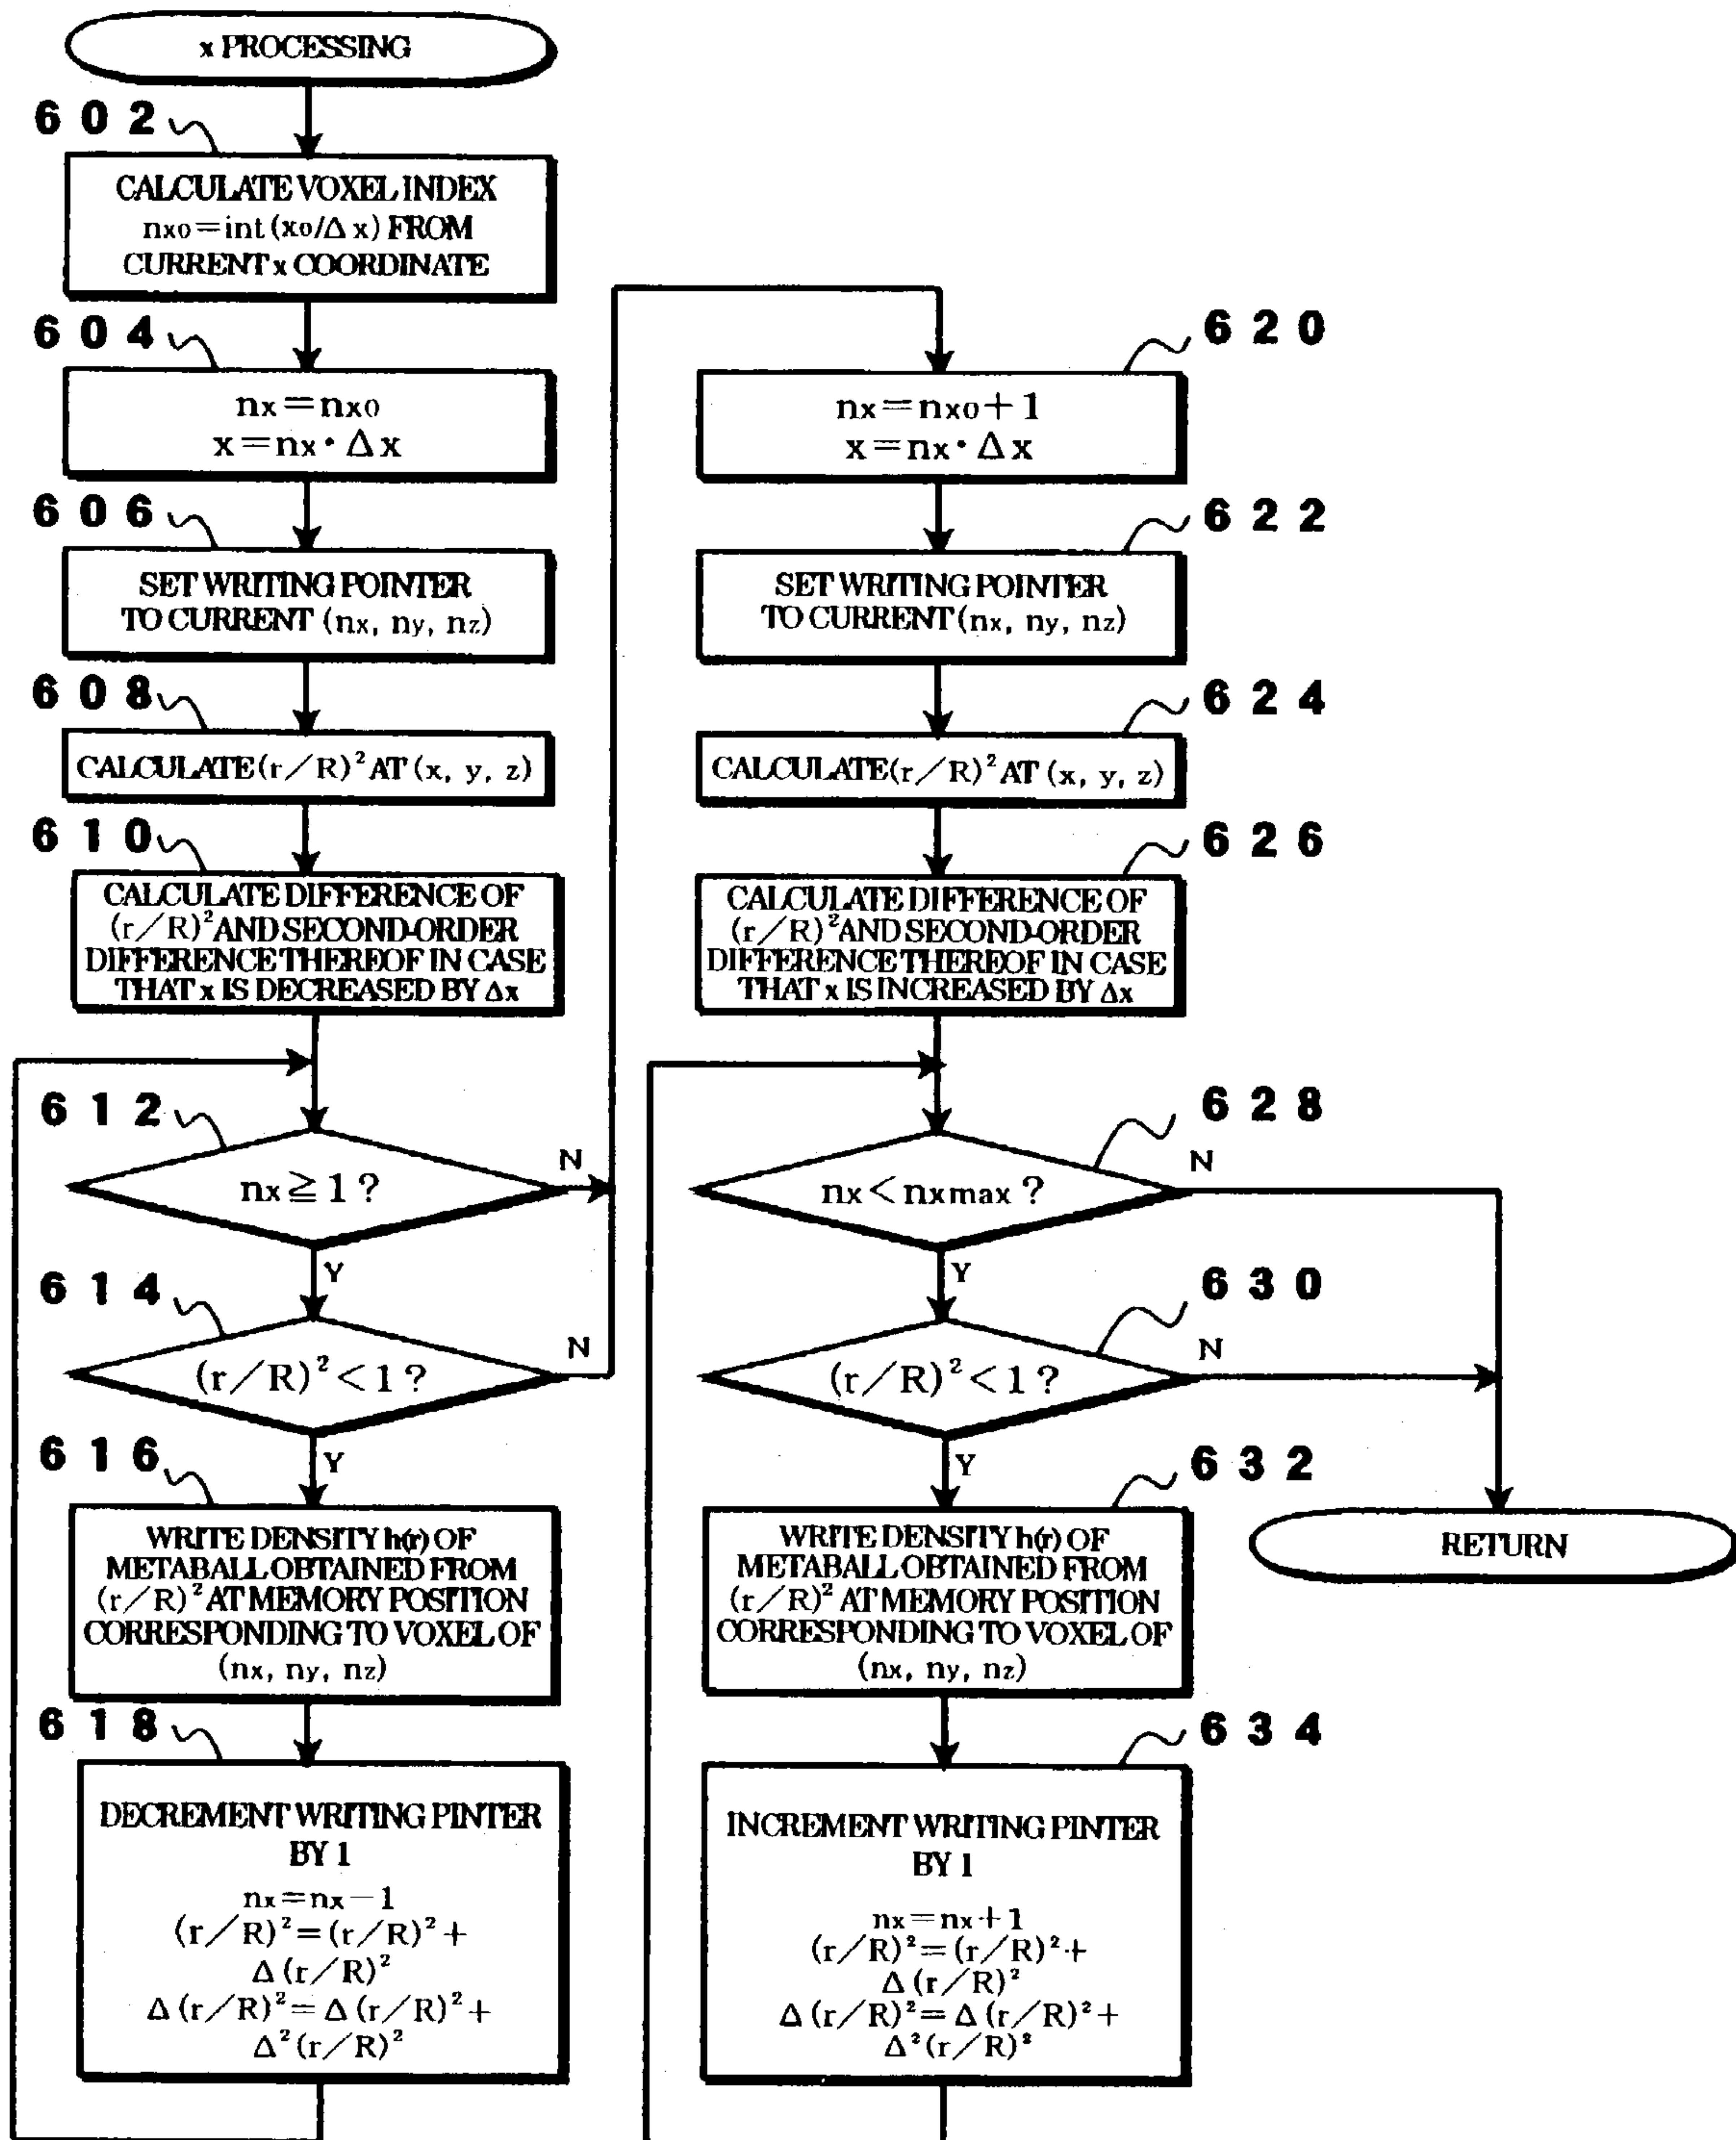 x PROCESSING
602
CALCULATE VOXEL INDEX
nx0=int(x0/Δx) FROM
CURRENT x COORDINATE
604
nx=nx0
x=nx・Δx
606
SET WRITING POINTER
TO CURRENT (nx, ny, nz)
608
CALCULATE (r/R)² AT (x, y, z)
610
CALCULATE DIFFERENCE OF
(r/R)² AND SECOND-ORDER
DIFFERENCE THEREOF IN CASE
THAT x IS DECREASED BY Δx
612
nx≧1?
N
Y
614
(r/R)²<1?
N
Y
616
WRITE DENSITY h(r) OF
METABALL OBTAINED FROM
(r/R)² AT MEMORY POSITION
CORRESPONDING TO VOXEL OF
(nx, ny, nz)
618
DECREMENT WRITING PINTER
BY 1
nx=nx-1
(r/R)²=(r/R)²+
Δ(r/R)²
Δ(r/R)²=Δ(r/R)²+
Δ²(r/R)²
620
nx=nx0+1
x=nx・Δx
622
SET WRITING POINTER
TO CURRENT (nx, ny, nz)
624
CALCULATE (r/R)² AT (x, y, z)
626
CALCULATE DIFFERENCE OF
(r/R)² AND SECOND-ORDER
DIFFERENCE THEREOF IN CASE
THAT x IS INCREASED BY Δx
628
nx<nxmax?
N
Y
630
(r/R)²<1?
N
Y
632
WRITE DENSITY h(r) OF
METABALL OBTAINED FROM
(r/R)² AT MEMORY POSITION
CORRESPONDING TO VOXEL OF
(nx, ny, nz)
634
INCREMENT WRITING PINTER
BY 1
nx=nx+1
(r/R)²=(r/R)²+
Δ(r/R)²
Δ(r/R)²=Δ(r/R)²+
Δ²(r/R)²
RETURN